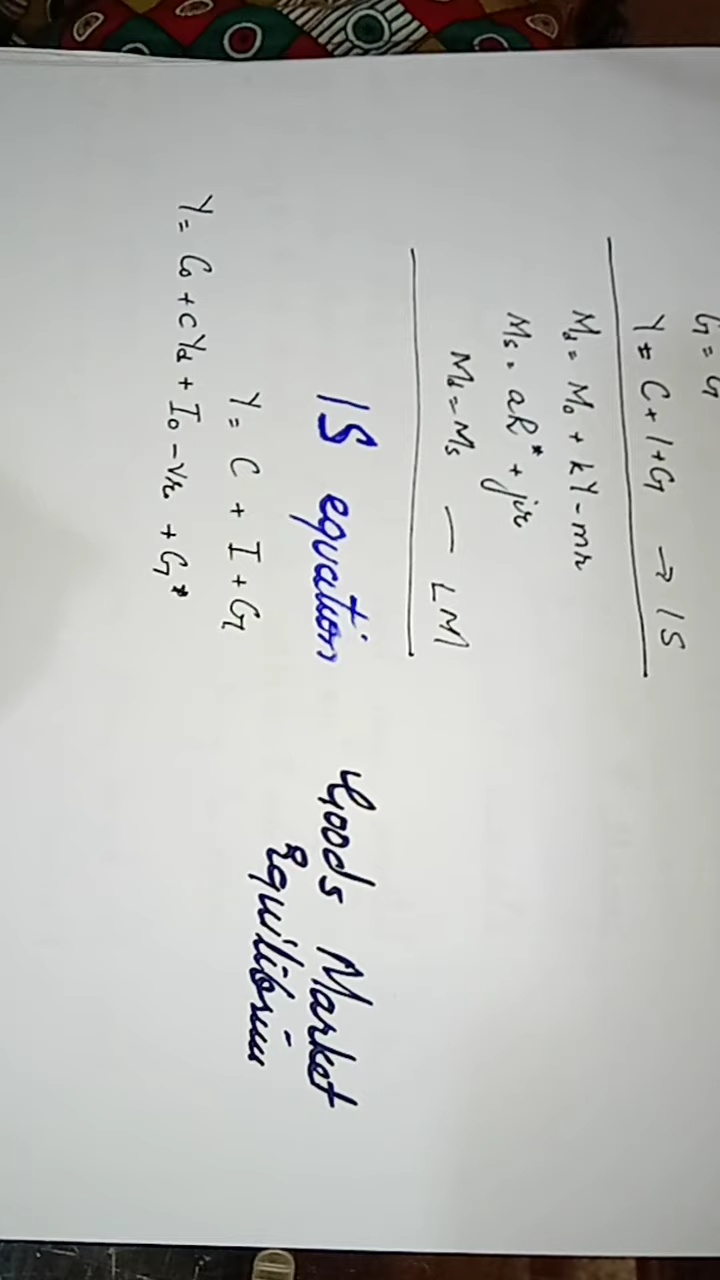 Y = C + I + G → IS
Md = M₀ + kY - mr
Ms = aR* + jr
Md = Ms — LM
IS equation Goods Market
Equilibrium
Y = C + I + G
Y = C₀ + cYd + I₀ - vr + G*